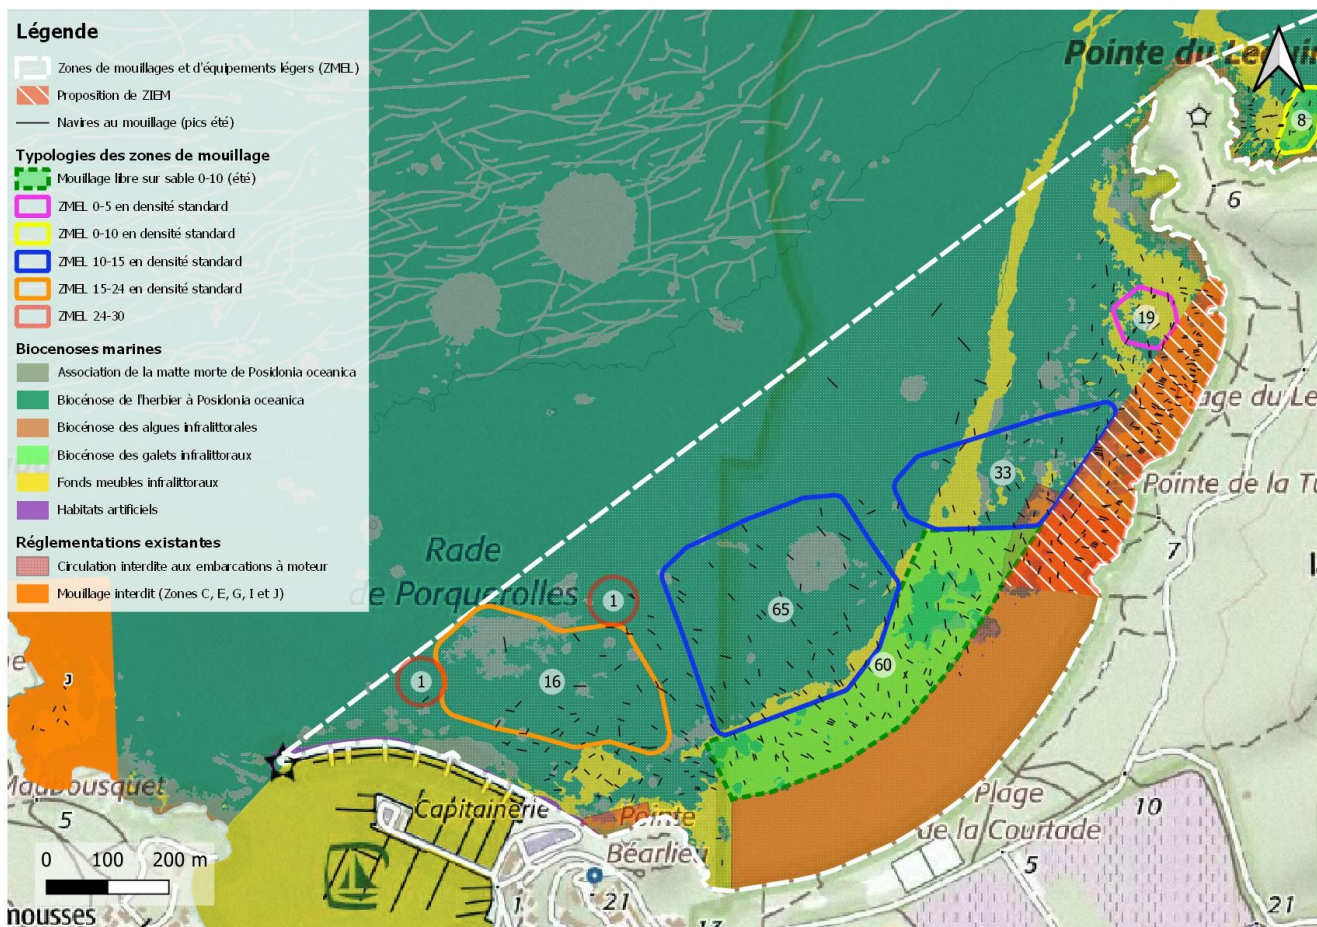 Légende
Zones de mouillages et d'équipements légers (ZMEL)
Proposition de ZIEM
Navires au mouillage (pics été)
Typologies des zones de mouillage
Mouillage libre sur sable 0-10 (été)
ZMEL 0-5 en densité standard
ZMEL 0-10 en densité standard
ZMEL 10-15 en densité standard
ZMEL 15-24 en densité standard
ZMEL 24-30
Biocenoses marines
Association de la matte morte de Posidonia oceanica
Biocénose de l'herbier à Posidonia oceanica
Biocénose des algues infralittorales
Biocénose des galets infralittoraux
Fonds meubles infralittoraux
Habitats artificiels
Réglementations existantes
Circulation interdite aux embarcations à moteur
Mouillage interdit (Zones C, E, G, I et J)
Pointe du
8
6
19
33
Pointe de la
7
Rade
de Porquerolles
1
65
60
1
16
J
5
Capitainerie
Pointe
Béarlieu
Plage
de la Courtade
10
5
0 100 200 m
1
21
13
21
mousses